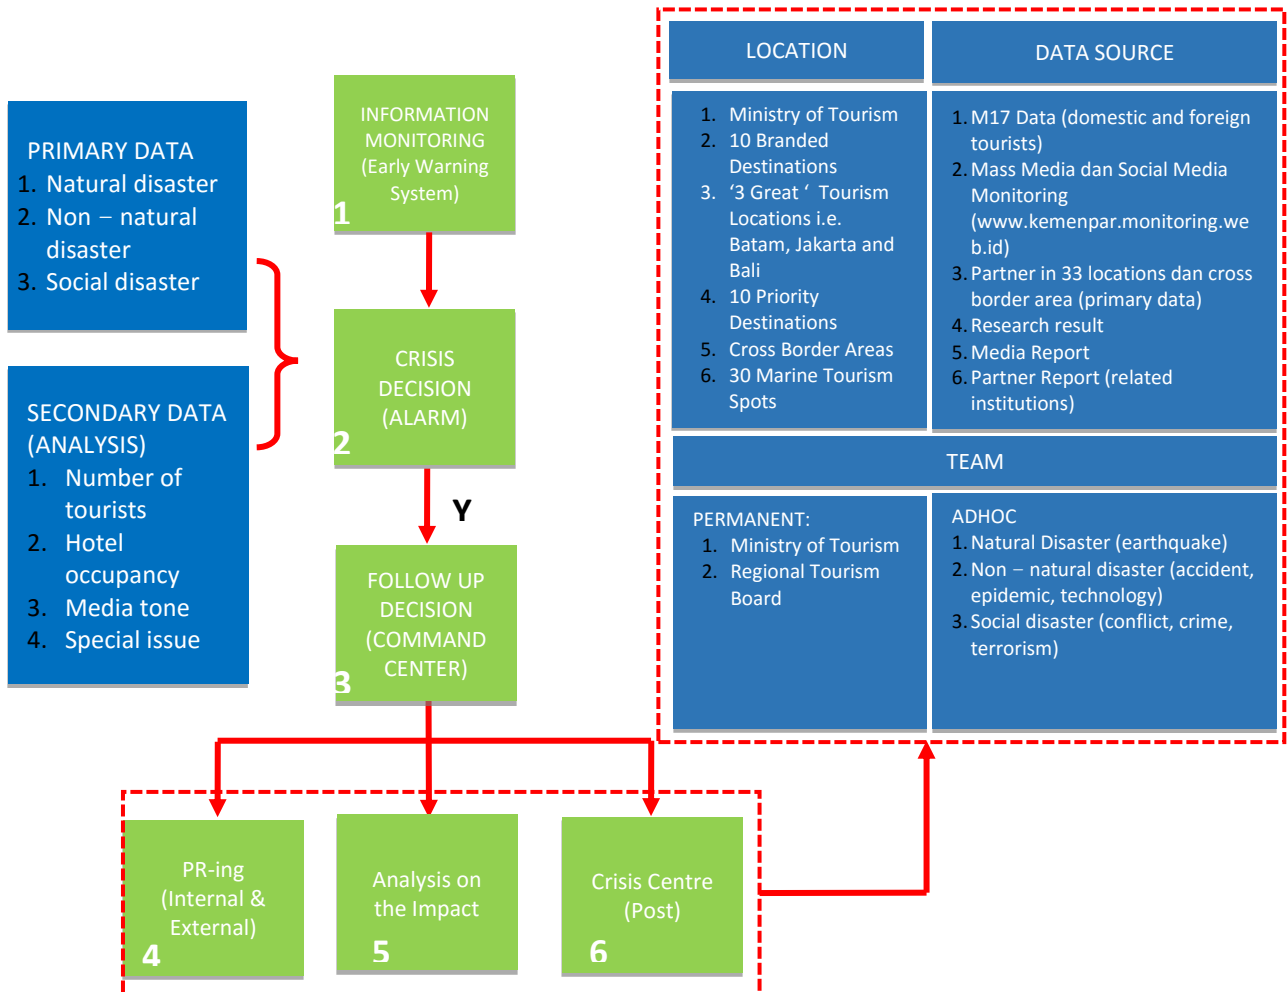 PRIMARY DATA
1. Natural disaster
2. Non – natural
disaster
3. Social disaster
SECONDARY DATA
(ANALYSIS)
1. Number of
tourists
2. Hotel
occupancy
3. Media tone
4. Special issue
INFORMATION
MONITORING
(Early Warning
System)
1
CRISIS
DECISION
(ALARM)
2
Y
FOLLOW UP
DECISION
(COMMAND
CENTER)
3
PR-ing
(Internal &
External)
4
Analysis on
the Impact
5
Crisis Centre
(Post)
6
LOCATION
1. Ministry of Tourism
2. 10 Branded
Destinations
3. ‘3 Great ‘ Tourism
Locations i.e.
Batam, Jakarta and
Bali
4. 10 Priority
Destinations
5. Cross Border Areas
6. 30 Marine Tourism
Spots
DATA SOURCE
1. M17 Data (domestic and foreign
tourists)
2. Mass Media dan Social Media
Monitoring
(www.kemenpar.monitoring.we
b.id)
3. Partner in 33 locations dan cross
border area (primary data)
4. Research result
5. Media Report
6. Partner Report (related
institutions)
TEAM
PERMANENT:
1. Ministry of Tourism
2. Regional Tourism
Board
ADHOC
1. Natural Disaster (earthquake)
2. Non – natural disaster (accident,
epidemic, technology)
3. Social disaster (conflict, crime,
terrorism)